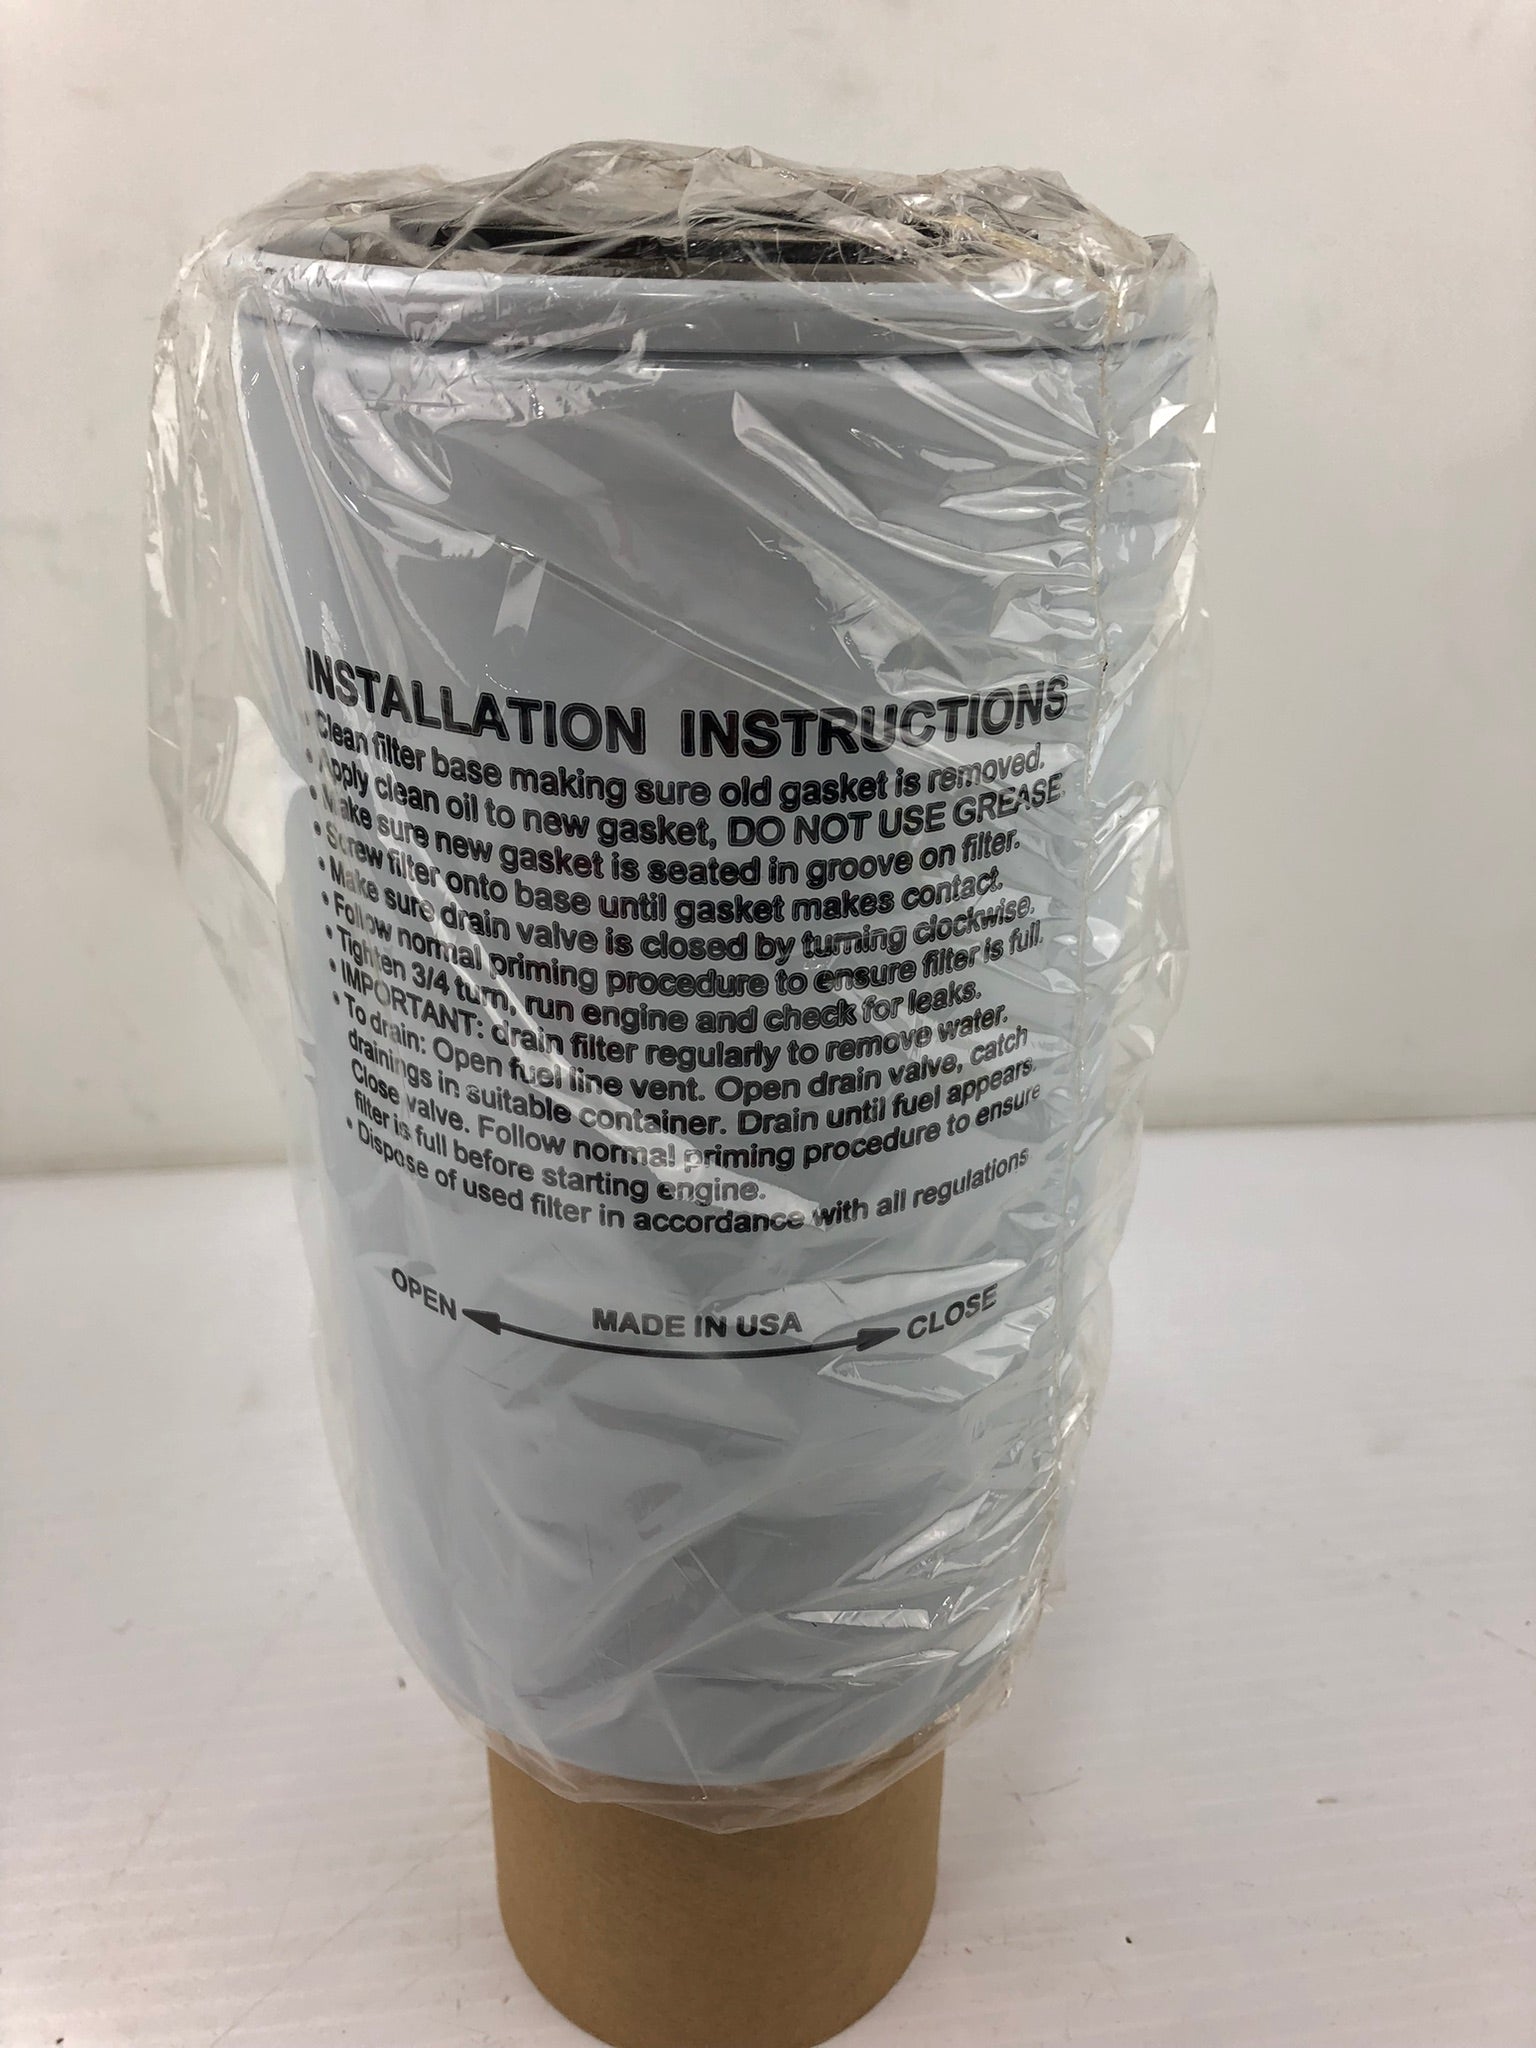 INSTALLATION INSTRUCTIONS
• Clean filter base making sure old gasket is removed.
• Apply clean oil to new gasket, DO NOT USE GREASE.
• Make sure new gasket is seated in groove on filter.
• Screw filter onto base until gasket makes contact.
• Make sure drain valve is closed by turning clockwise.
• Follow normal priming procedure to ensure filter is full.
• Tighten 3/4 turn, run engine and check for leaks.
• IMPORTANT: drain filter regularly to remove water.
• To drain: Open fuel line vent. Open drain valve, catch
drainings in suitable container. Drain until fuel appears.
Close valve. Follow normal priming procedure to ensure
filter is full before starting engine.
• Dispose of used filter in accordance with all regulations
OPEN MADE IN USA CLOSE